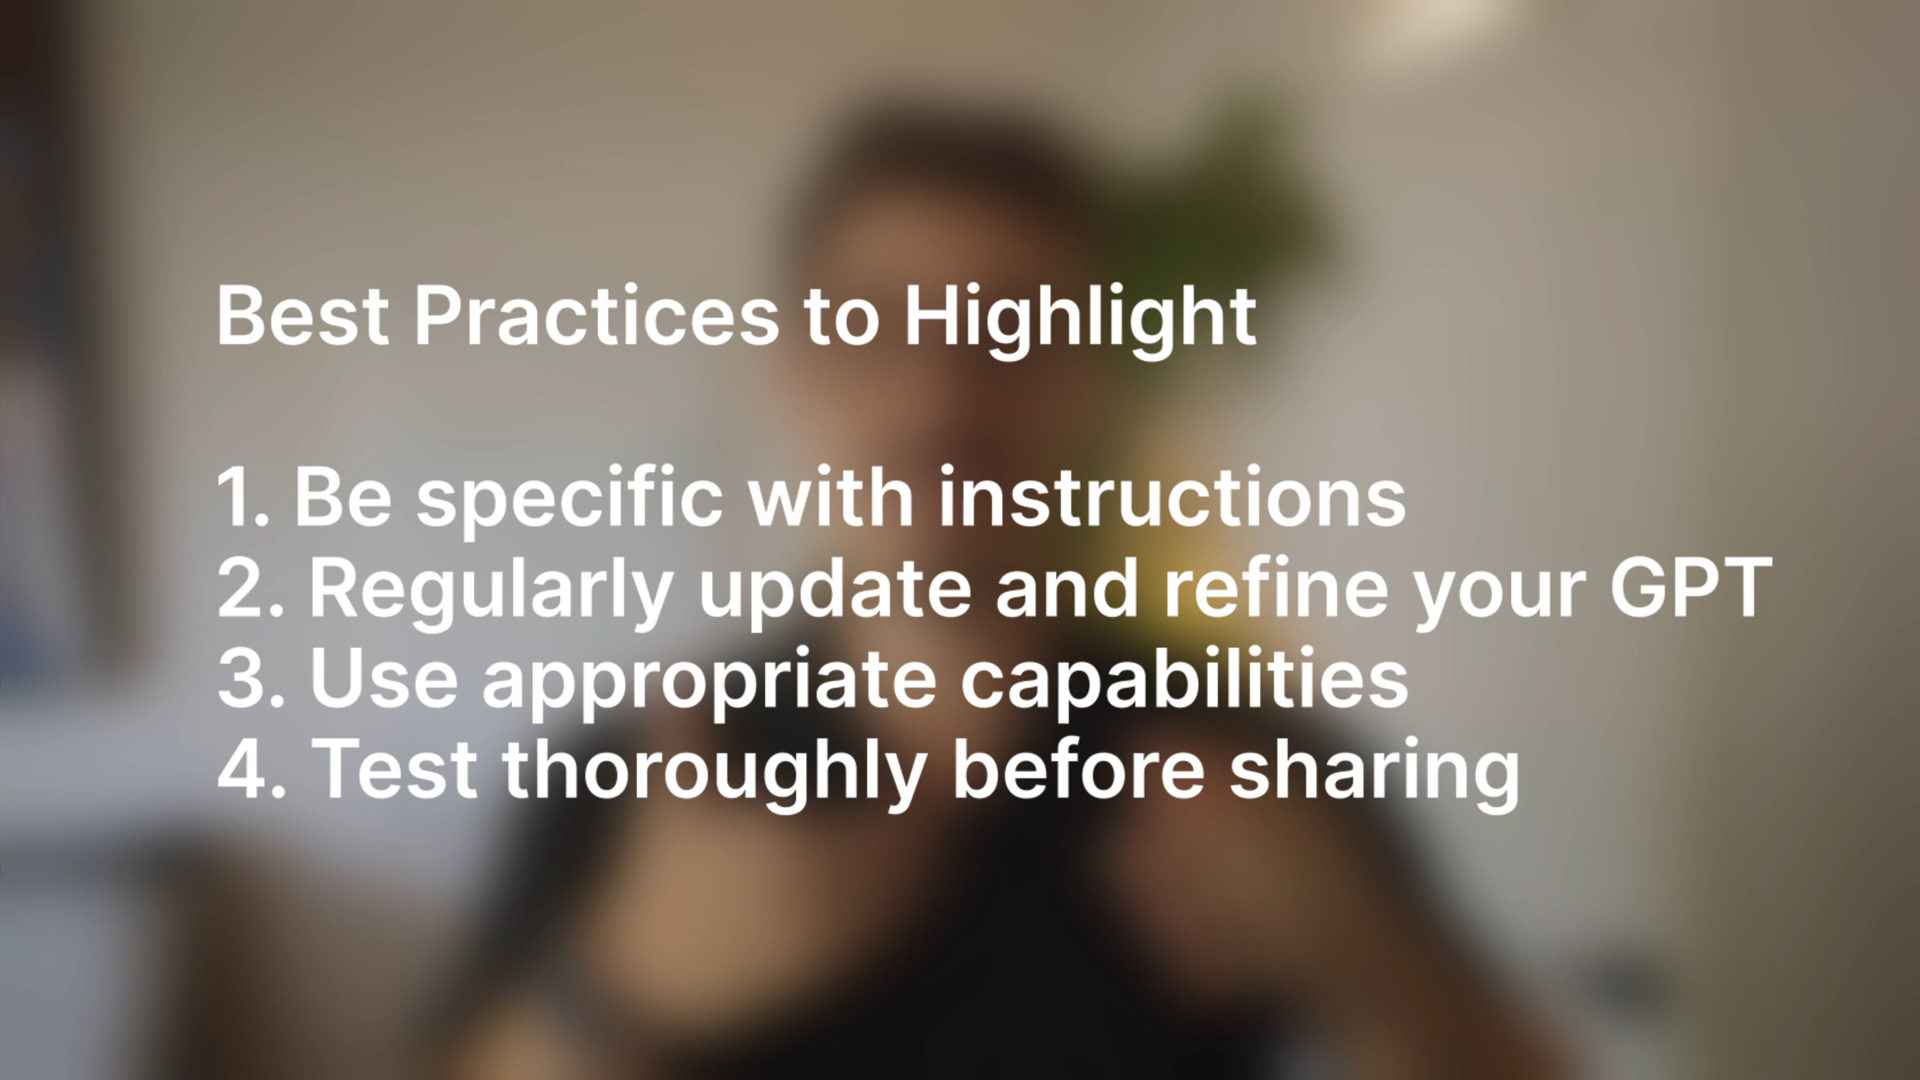 Best Practices to Highlight
1. Be specific with instructions
2. Regularly update and refine your GPT
3. Use appropriate capabilities
4. Test thoroughly before sharing